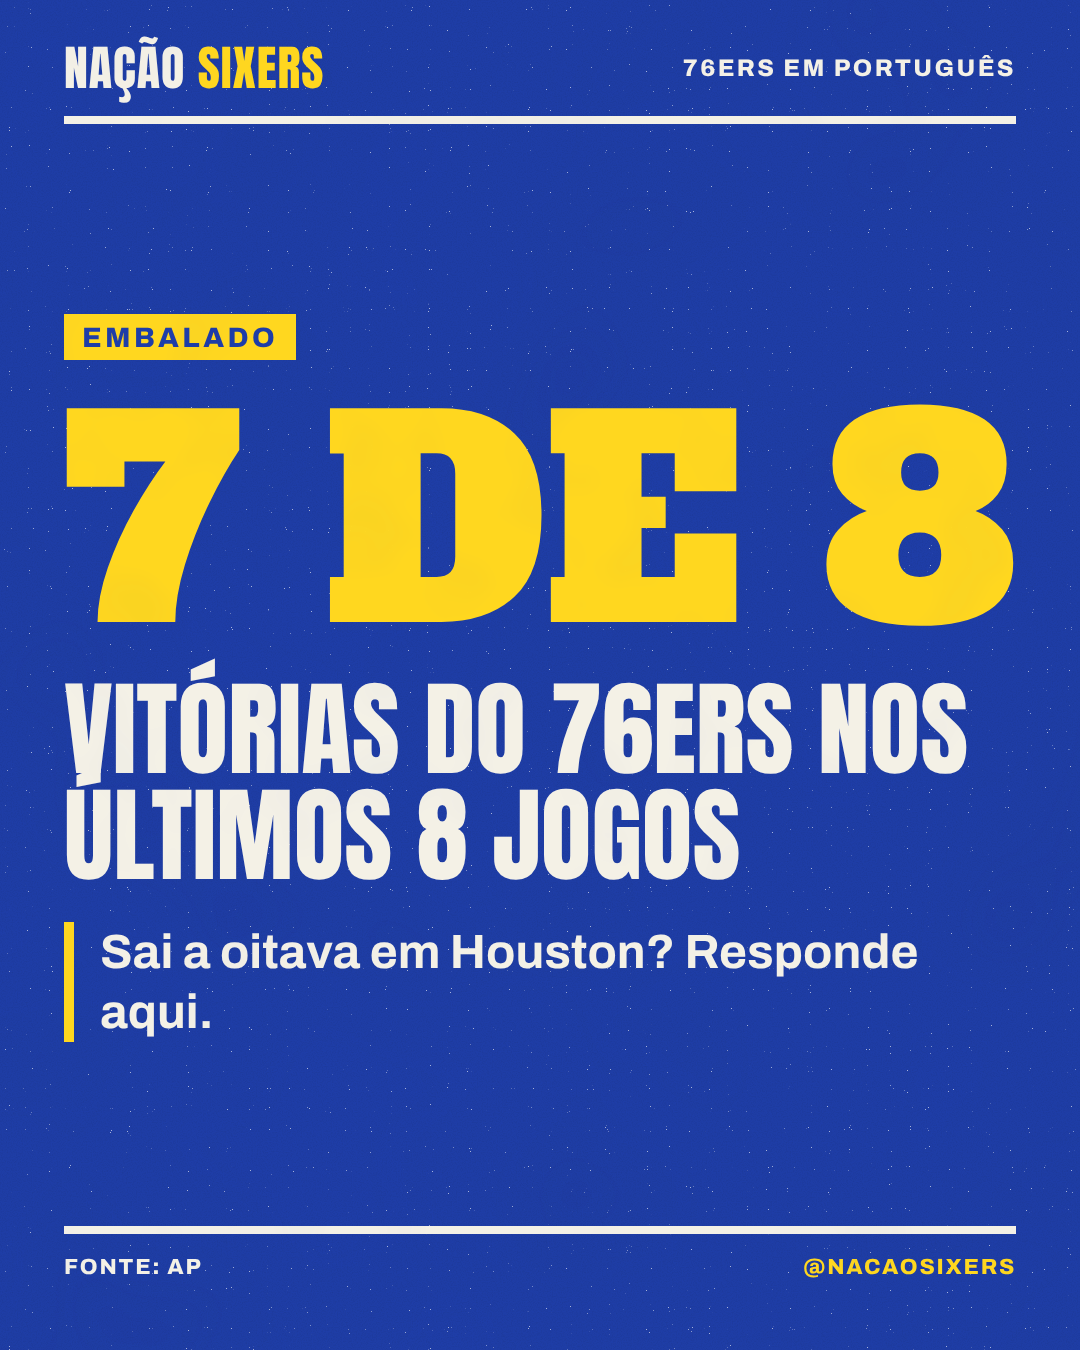 NAÇÃO SIXERS
76ERS EM PORTUGUÊS
EMBALADO
7 DE 8
VITÓRIAS DO 76ERS NOS
ÚLTIMOS 8 JOGOS
Sai a oitava em Houston? Responde
aqui.
FONTE: AP
@NACAOSIXERS